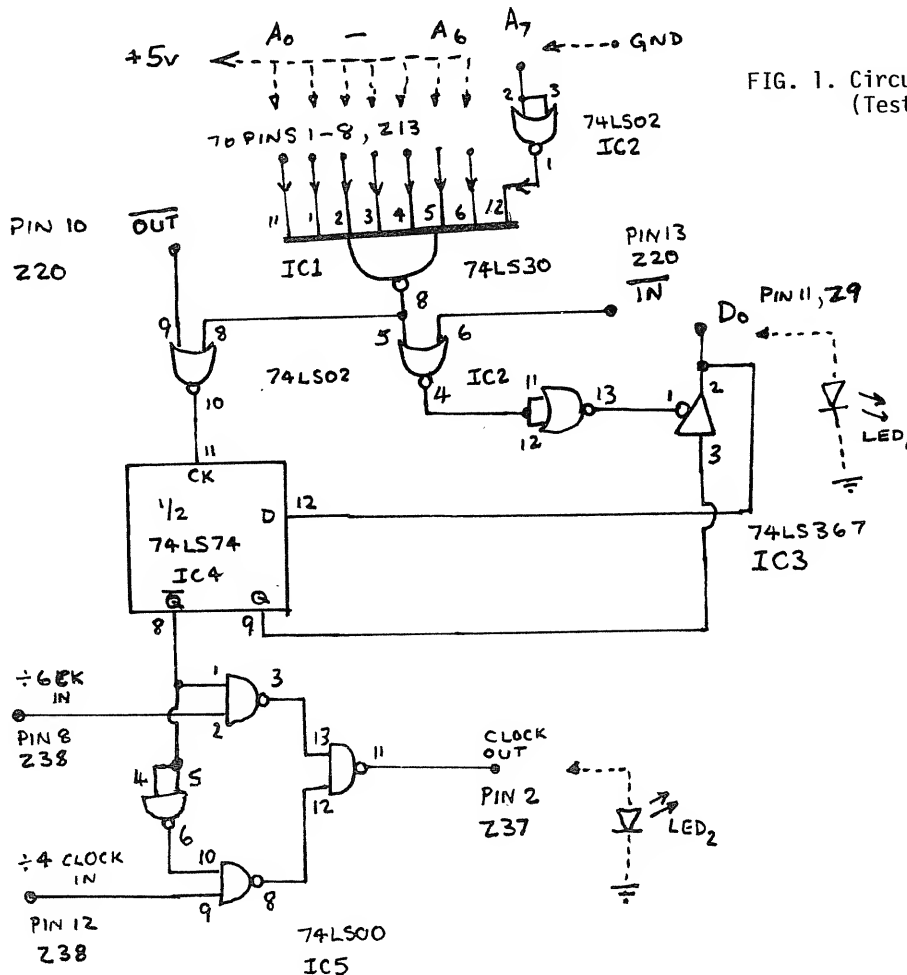 +5v A0 — A6 A7 GND
FIG. 1. Circu
(Test
70 PINS 1-8, Z13
2 3
74LS02
IC2
1
11 1 2 3 4 5 6 12
PIN 10 OUT
Z20
IC1 74LS30
8
PIN 13
Z20
IN
PIN 11, Z9
D0
9 8
5 6
74LS02 IC2
10
4
11 13
12
1 2
3
LED1
11
CK
1/2
D 12
74LS74
IC4
Q Q
8 9
74LS367
IC3
÷6 CK
IN
PIN 8
Z38
1 3
2
4 5
6
13 11
12
CLOCK
OUT
PIN 2
Z37
LED2
÷4 CLOCK
IN
PIN 12
Z38
10 8
9
74LS00
IC5